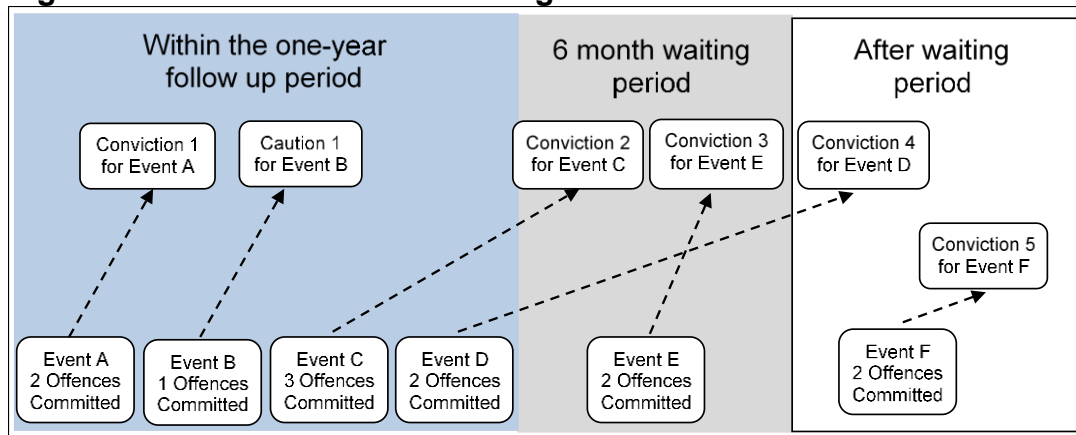 Within the one-year
follow up period
6 month waiting
period
After waiting
period
Conviction 1
for Event A
Caution 1
for Event B
Conviction 2
for Event C
Conviction 3
for Event E
Conviction 4
for Event D
Conviction 5
for Event F
Event A
2 Offences
Committed
Event B
1 Offences
Committed
Event C
3 Offences
Committed
Event D
2 Offences
Committed
Event E
2 Offences
Committed
Event F
2 Offences
Committed